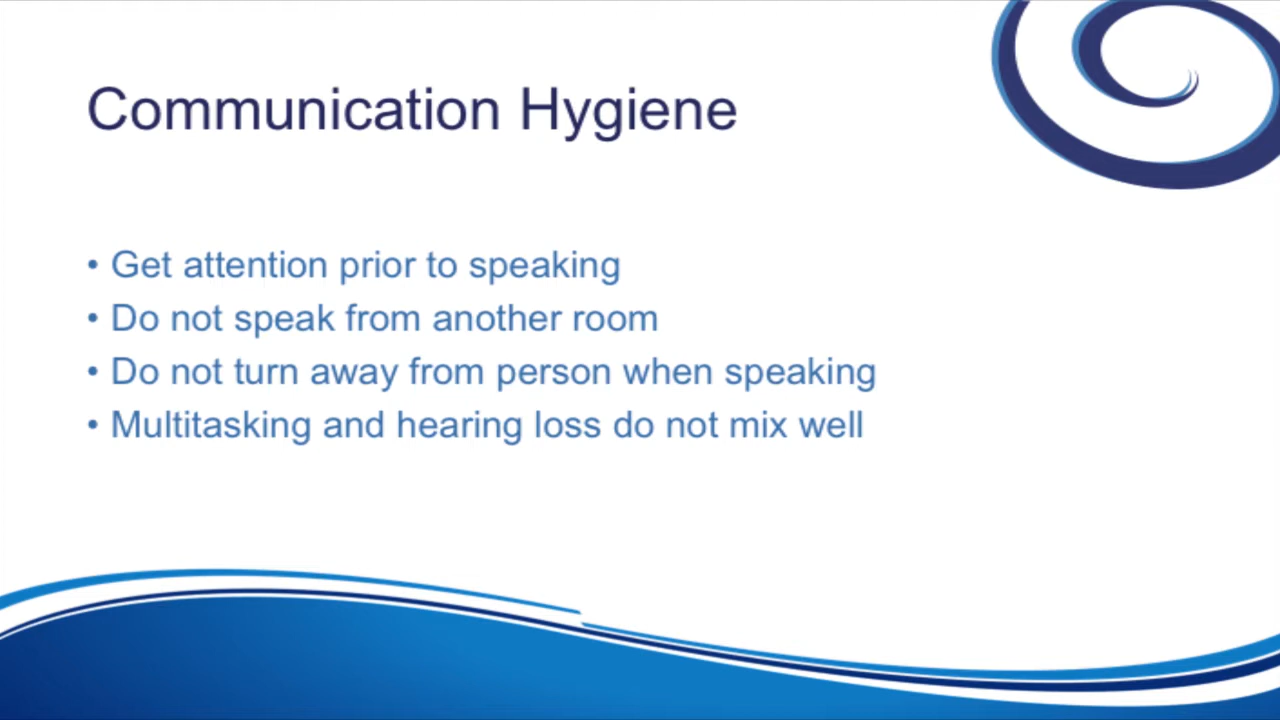 Communication Hygiene
• Get attention prior to speaking
• Do not speak from another room
• Do not turn away from person when speaking
• Multitasking and hearing loss do not mix well